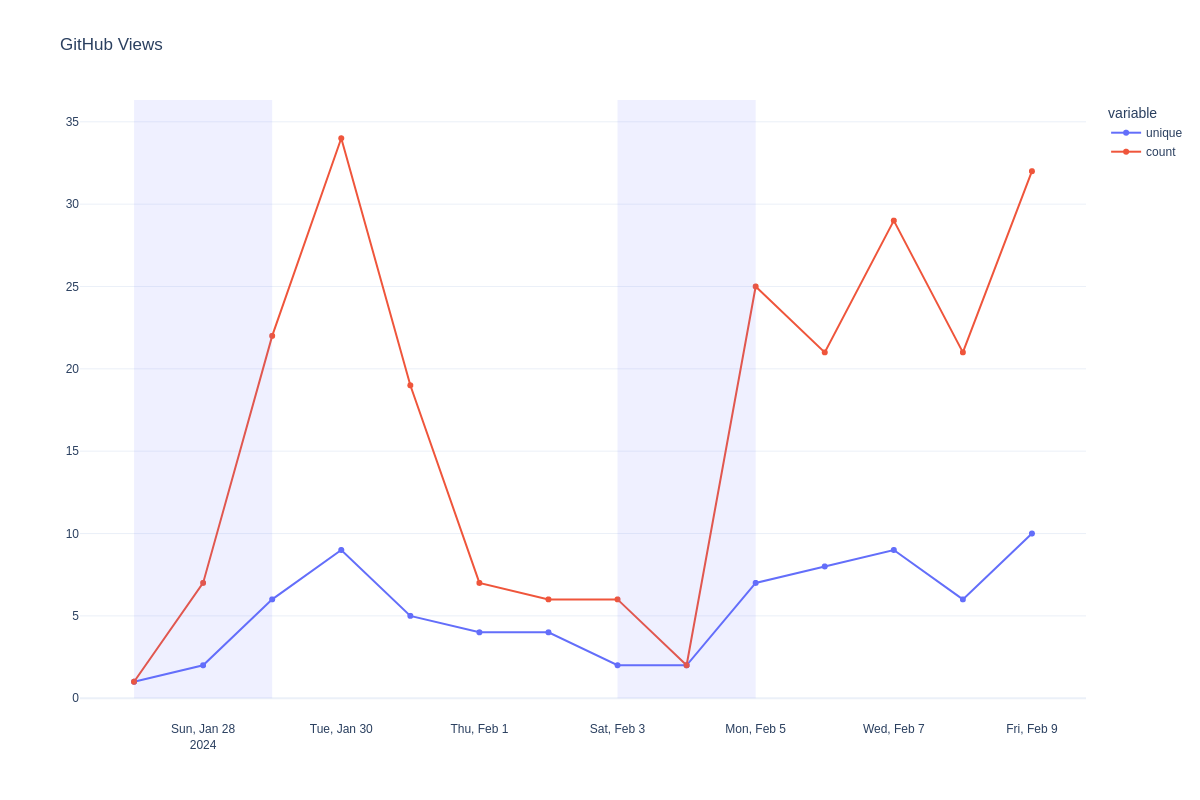 GitHub Views
variable
unique
count
35
30
25
20
15
10
5
0
Sun, Jan 28
2024
Tue, Jan 30
Thu, Feb 1
Sat, Feb 3
Mon, Feb 5
Wed, Feb 7
Fri, Feb 9